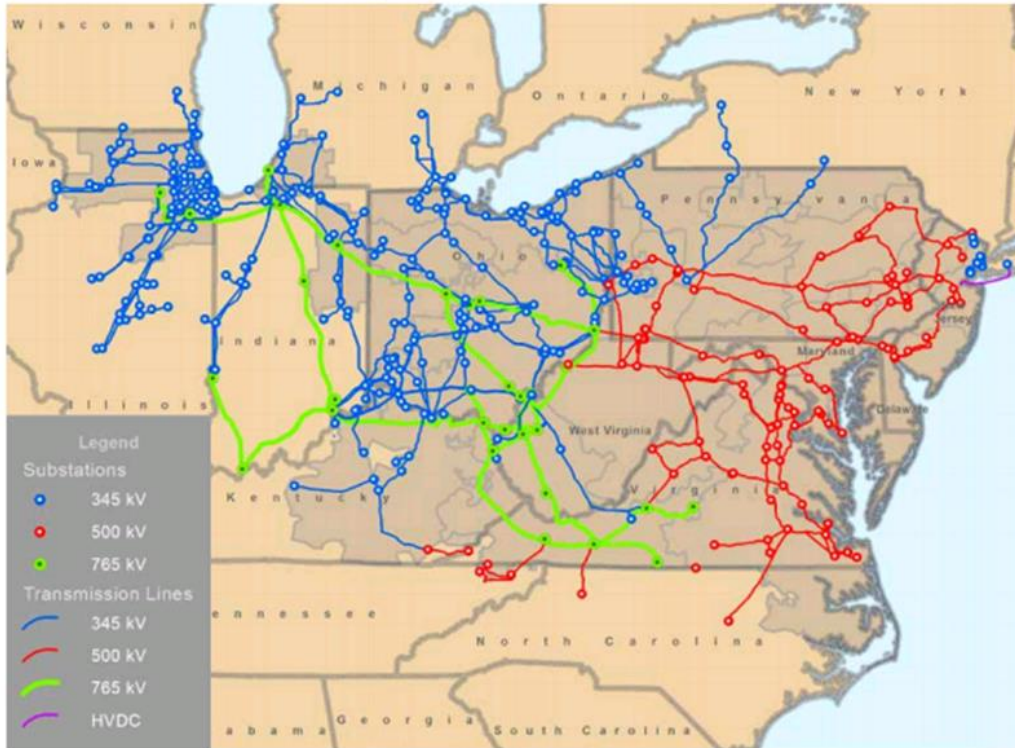 Wisconsin
Michigan
Ontario
New York
Iowa
Pennsylvania
Ohio
Jersey
Indiana
Maryland
Illinois
Delaware
West Virginia
Legend
Substations
345 kV
500 kV
765 kV
Transmission Lines
345 kV
500 kV
765 kV
HVDC
Kentucky
Virginia
ennessee
North Carolina
abama
Georgia
South Carolina